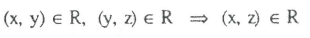 (x, y) ∈ R, (y, z) ∈ R ⇒ (x, z) ∈ R